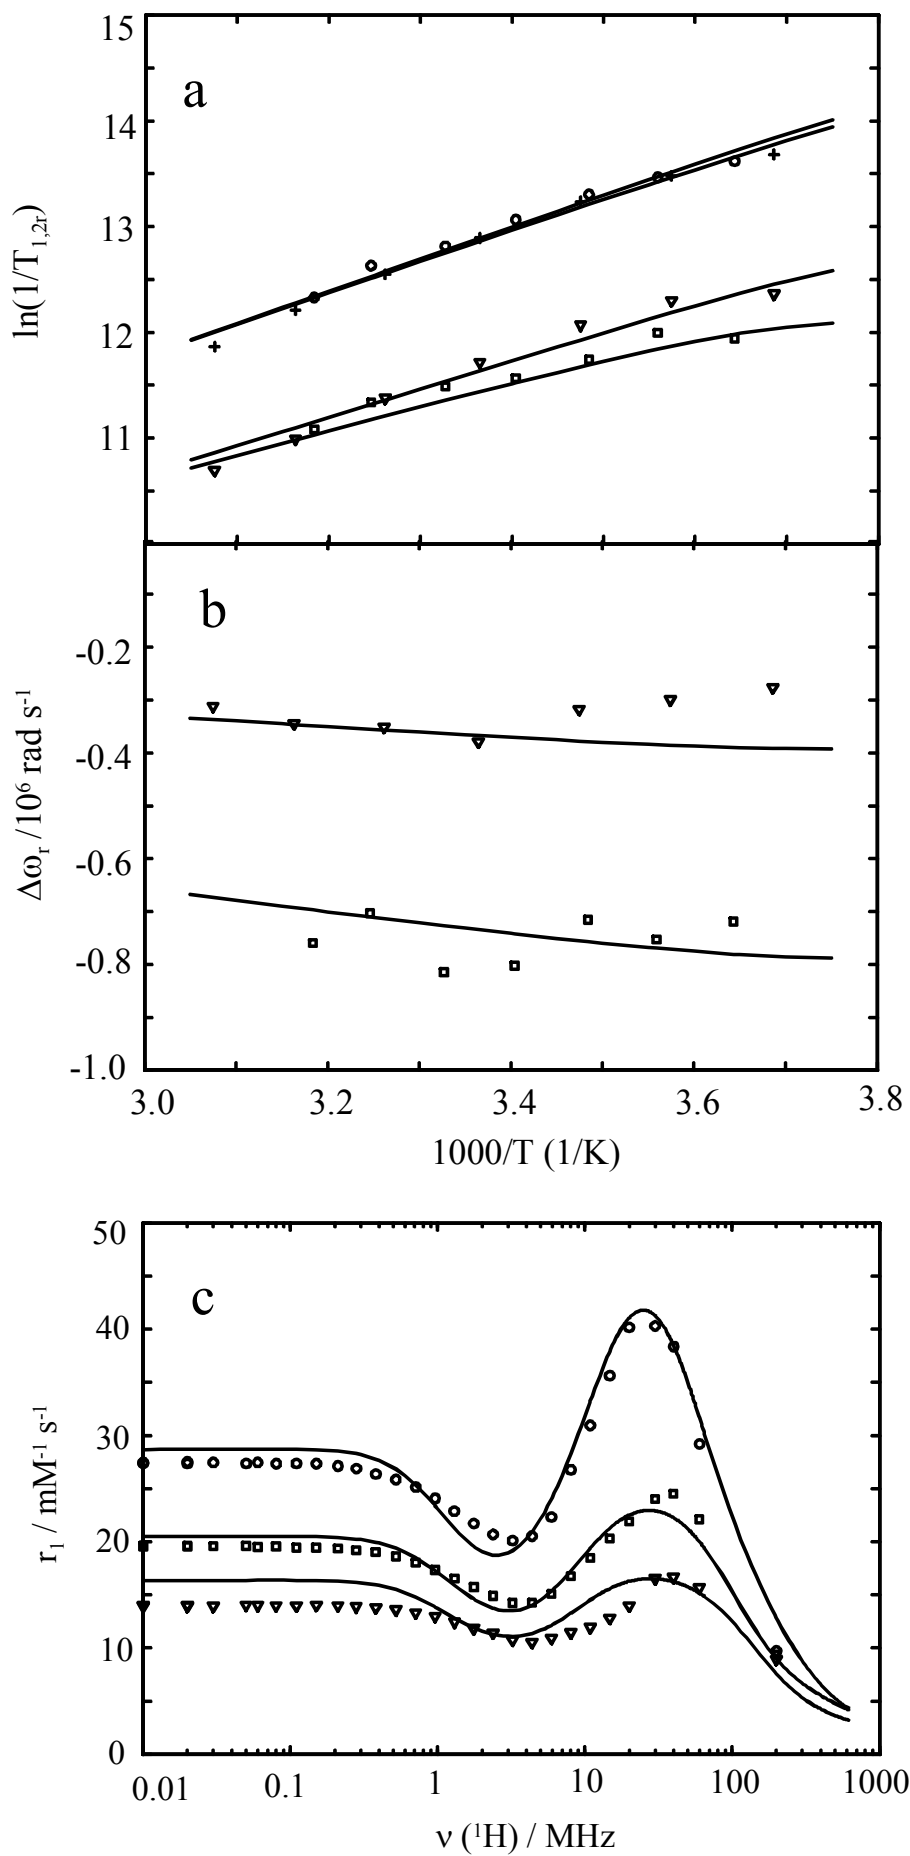 15
a
14
13
12
11
ln(1/T1,2r)
b
-0.2
-0.4
-0.6
-0.8
-1.0
Δωr /10⁶ rad s⁻¹
3.0 3.2 3.4 3.6 3.8
1000/T (1/K)
50
c
40
30
20
10
0
r1 / mM⁻¹ s⁻¹
0.01 0.1 1 10 100 1000
ν (¹H) / MHz